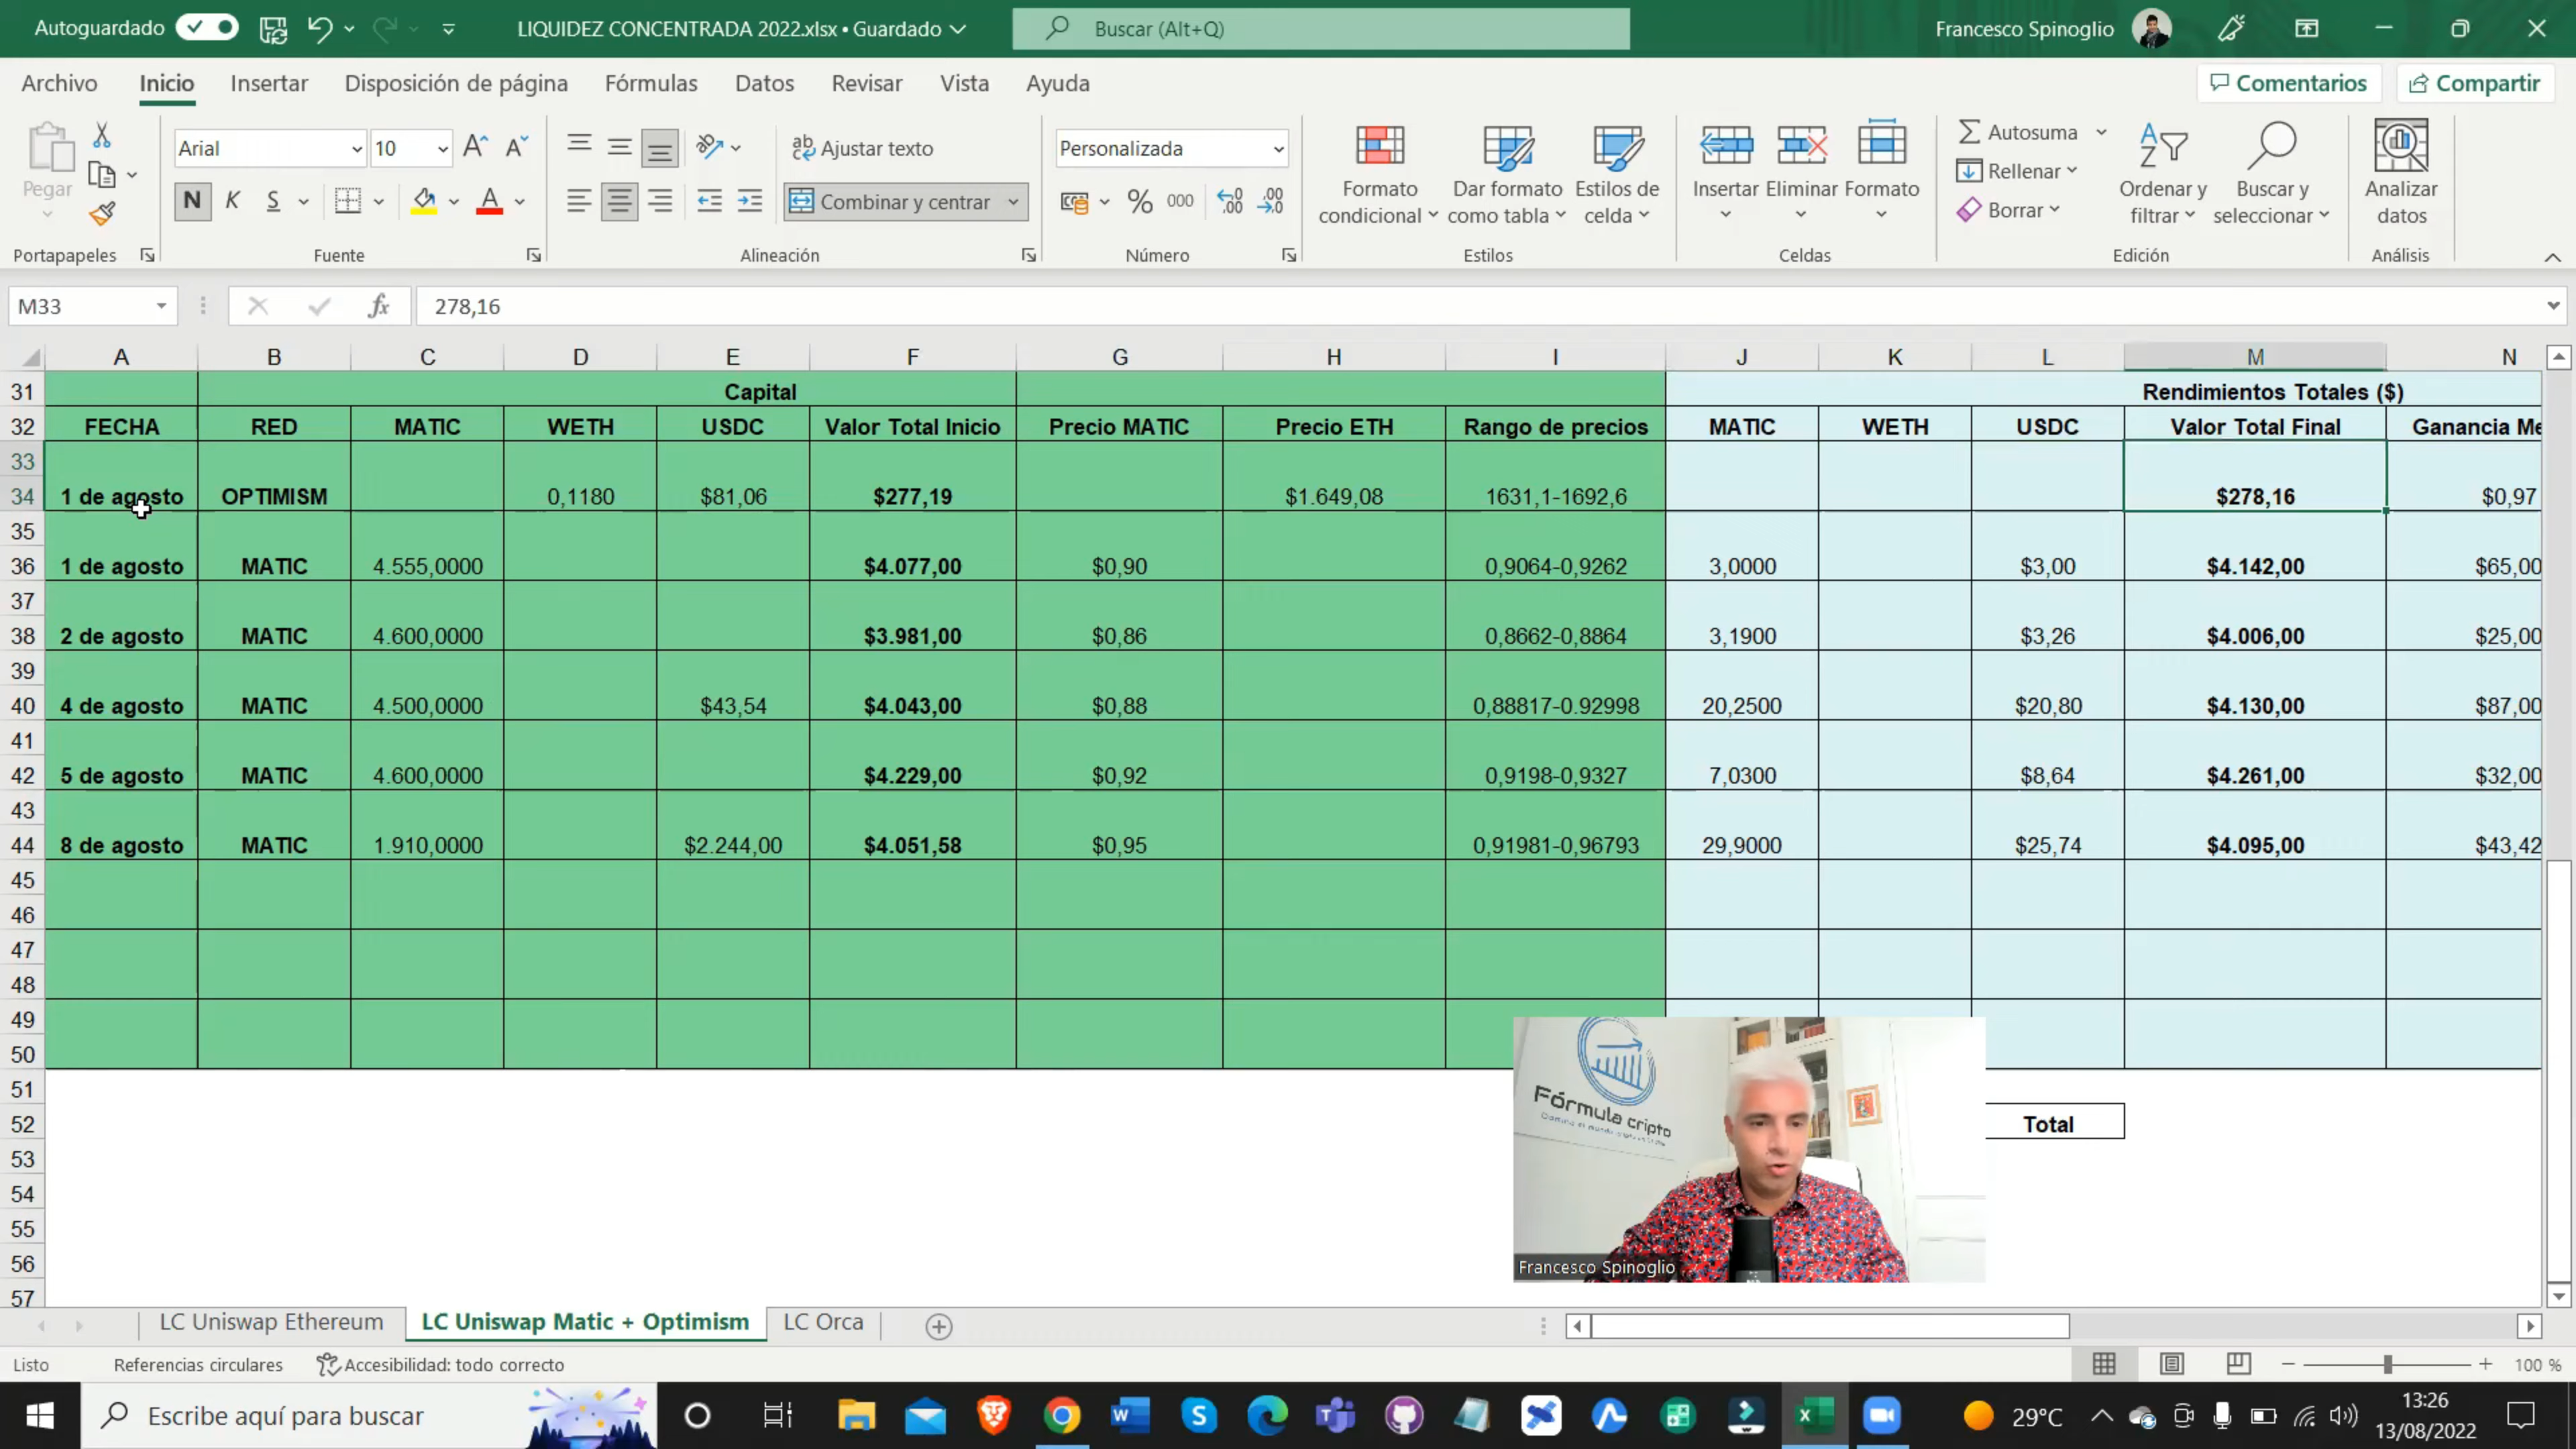 Autoguardado LIQUIDEZ CONCENTRADA 2022.xlsx • Guardado Buscar (Alt+Q) Francesco Spinoglio
Archivo Inicio Insertar Disposición de página Fórmulas Datos Revisar Vista Ayuda Comentarios Compartir
Pegar Arial 10 Ajustar texto Personalizada Formato condicional Dar formato como tabla Estilos de celda Insertar Eliminar Formato Autosuma Ordenar y filtrar Buscar y seleccionar Analizar datos
N K S Combinar y centrar % 000 Rellenar
Borrar
Portapapeles Fuente Alineación Número Estilos Celdas Edición Análisis
M33 fx 278,16
A B C D E F G H I J K L M N
31 Capital Rendimientos Totales ($)
32 FECHA RED MATIC WETH USDC Valor Total Inicio Precio MATIC Precio ETH Rango de precios MATIC WETH USDC Valor Total Final Ganancia Me
33
34 1 de agosto OPTIMISM 0,1180 $81,06 $277,19 $1.649,08 1631,1-1692,6 $278,16 $0,97
35
36 1 de agosto MATIC 4.555,0000 $4.077,00 $0,90 0,9064-0,9262 3,0000 $3,00 $4.142,00 $65,00
37
38 2 de agosto MATIC 4.600,0000 $3.981,00 $0,86 0,8662-0,8864 3,1900 $3,26 $4.006,00 $25,00
39
40 4 de agosto MATIC 4.500,0000 $43,54 $4.043,00 $0,88 0,88817-0.92998 20,2500 $20,80 $4.130,00 $87,00
41
42 5 de agosto MATIC 4.600,0000 $4.229,00 $0,92 0,9198-0,9327 7,0300 $8,64 $4.261,00 $32,00
43
44 8 de agosto MATIC 1.910,0000 $2.244,00 $4.051,58 $0,95 0,91981-0,96793 29,9000 $25,74 $4.095,00 $43,42
45
46
47
48
49
50
51
52 Total
53
54
55
56
57
Fórmula cripto
Francesco Spinoglio
LC Uniswap Ethereum LC Uniswap Matic + Optimism LC Orca
Listo Referencias circulares Accesibilidad: todo correcto 100 %
Escribe aquí para buscar 29°C 13:26
13/08/2022